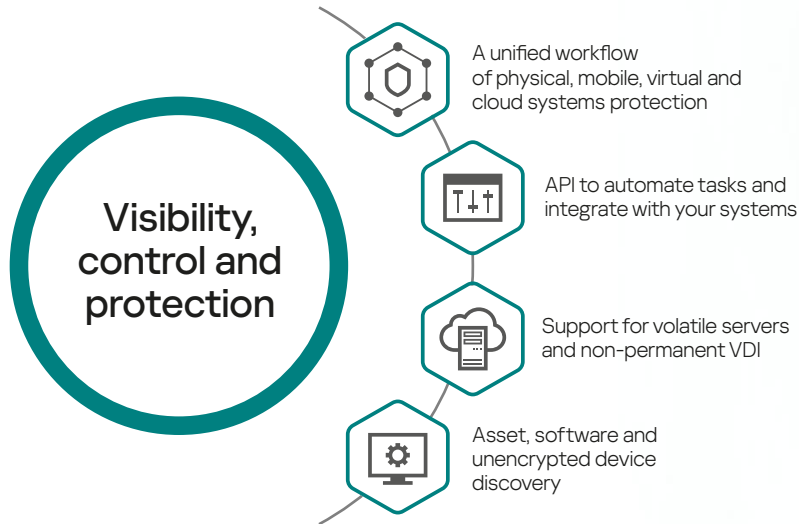 Visibility,
control and
protection
A unified workflow
of physical, mobile, virtual and
cloud systems protection
API to automate tasks and
integrate with your systems
Support for volatile servers
and non-permanent VDI
Asset, software and
unencrypted device
discovery